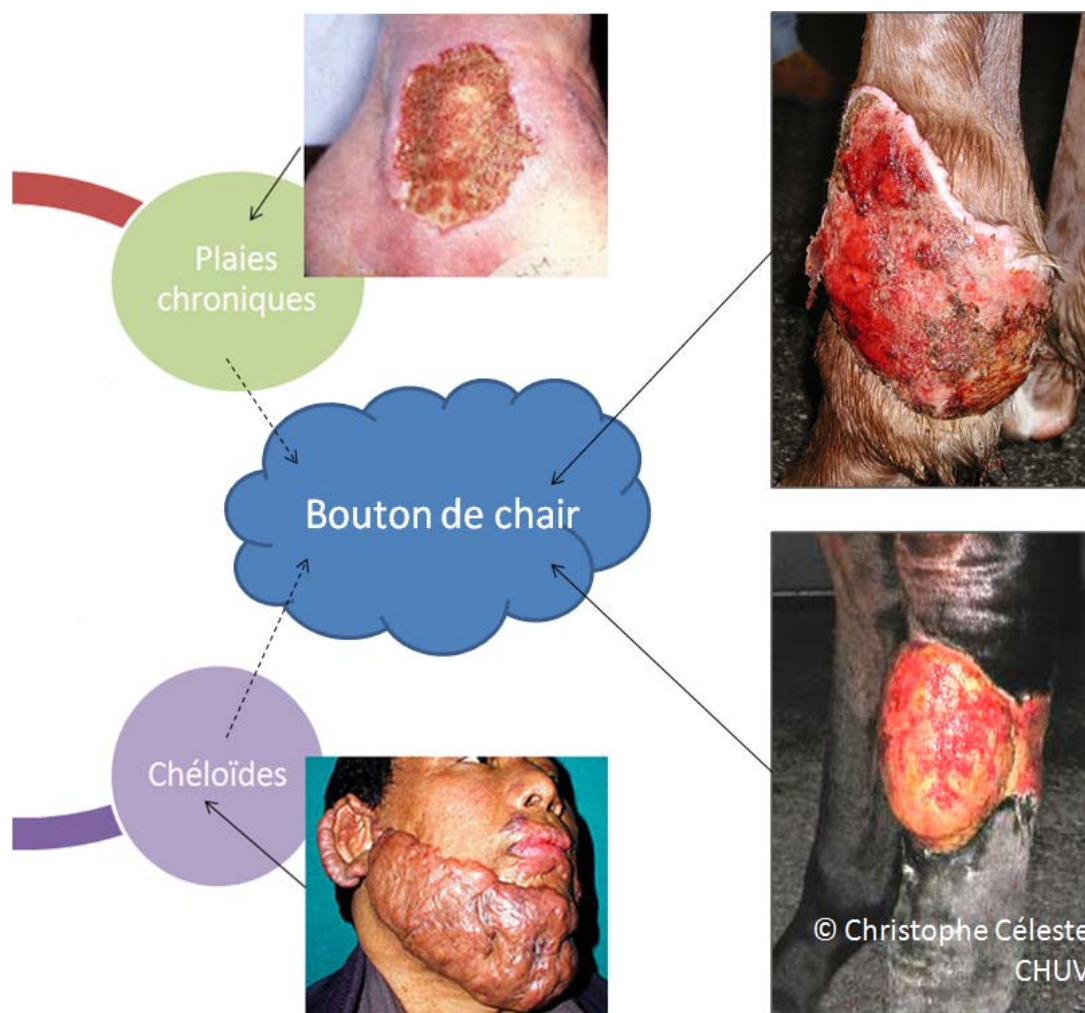 Plaies
chroniques
Bouton de chair
Chéloïdes
© Christophe Céleste
CHUV